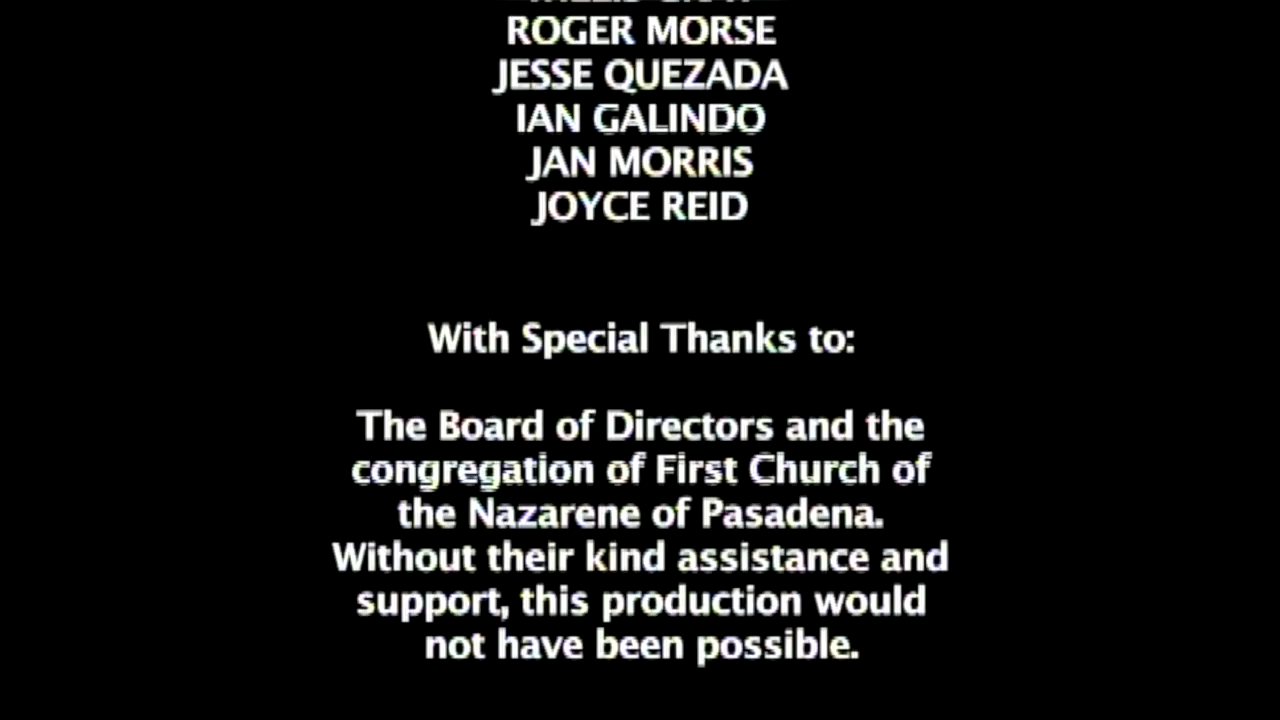 ROGER MORSE
JESSE QUEZADA
IAN GALINDO
JAN MORRIS
JOYCE REID
With Special Thanks to:
The Board of Directors and the
congregation of First Church of
the Nazarene of Pasadena.
Without their kind assistance and
support, this production would
not have been possible.